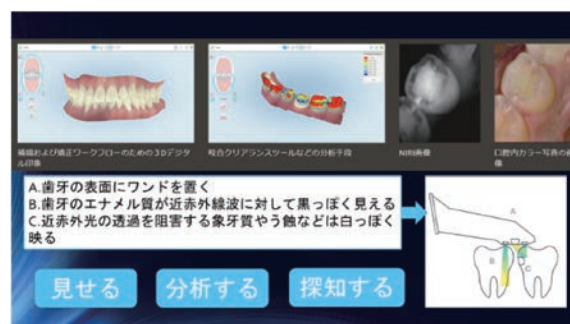 補綴および矯正ワークフローのための3Dデジタ
ル印象
咬合クリアランスツールなどの分析手段
NIRI画像
口腔内カラー写真の
A.歯牙の表面にワンドを置く
B.歯牙のエナメル質が近赤外線波に対して黒っぽく見える
C.近赤外光の透過を阻害する象牙質やう蝕などは白っぽく
映る
A
B
C
見せる
分析する
探知する